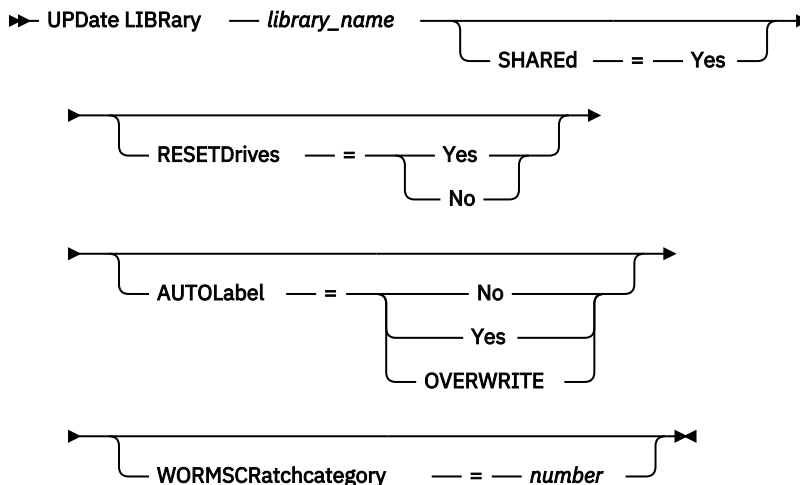 UPDate LIBRary library_name
SHAREd = Yes
RESETDrives = Yes
No
AUTOLabel = No
Yes
OVERWRITE
WORMSCRatchcategory = number